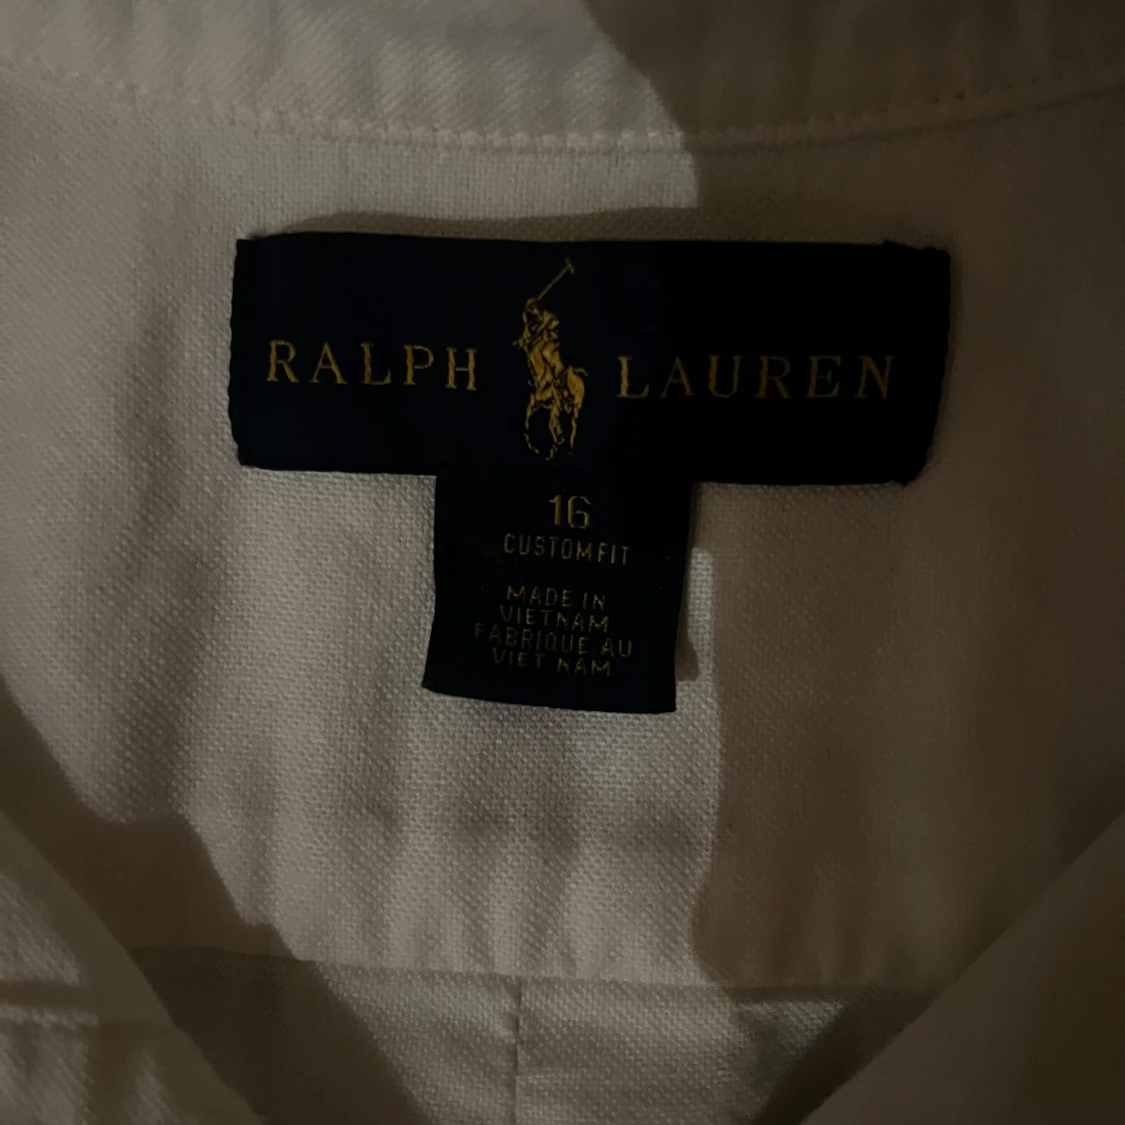 RALPH LAUREN
16
CUSTOM FIT
MADE IN
VIETNAM
FABRIQUE AU
VIET NAM